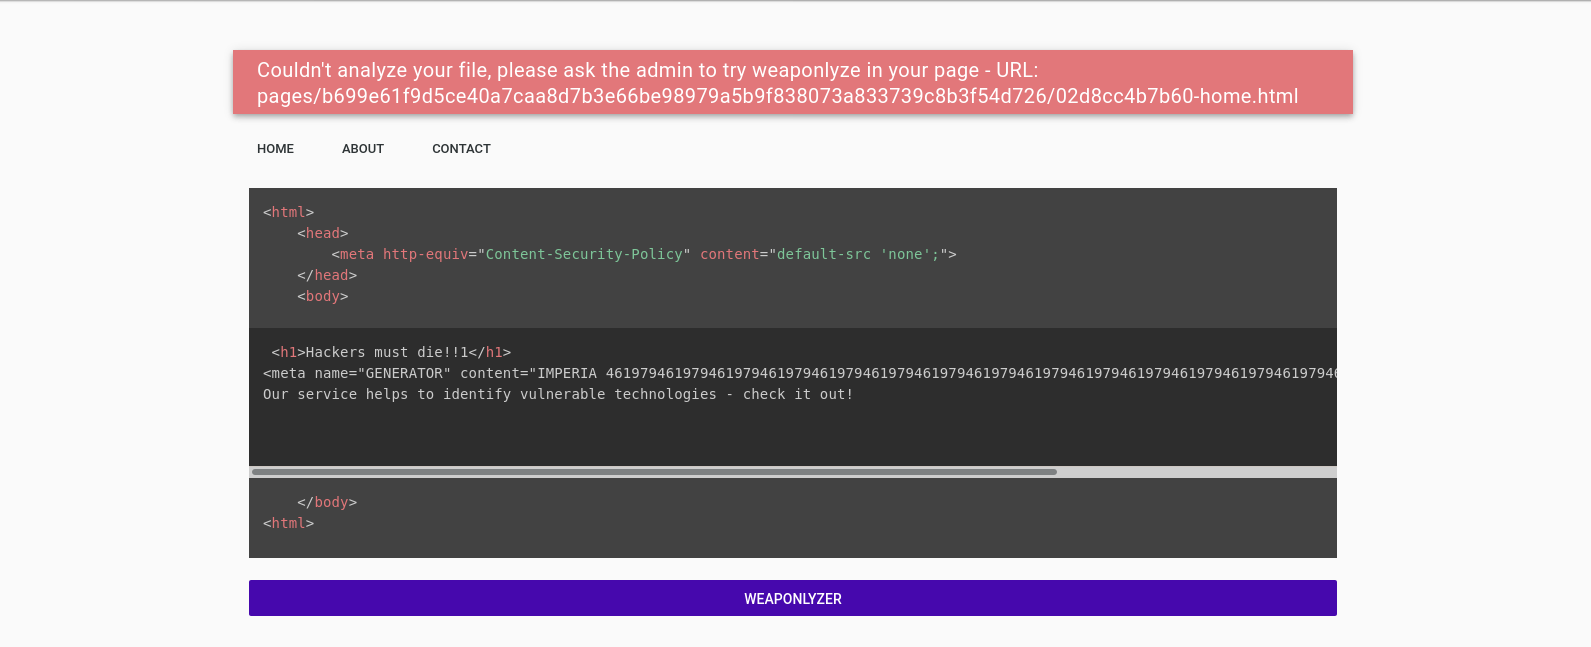 Couldn't analyze your file, please ask the admin to try weaponlyze in your page - URL:
pages/b699e61f9d5ce40a7caa8d7b3e66be98979a5b9f838073a833739c8b3f54d726/02d8cc4b7b60-home.html
HOME ABOUT CONTACT
<html>
    <head>
        <meta http-equiv="Content-Security-Policy" content="default-src 'none';">
    </head>
    <body>
 <h1>Hackers must die!!1</h1>
<meta name="GENERATOR" content="IMPERIA 46197946197946197946197946197946197946197946197946197946197946197946197946197946197946
Our service helps to identify vulnerable technologies - check it out!
    </body>
<html>
WEAPONLYZER